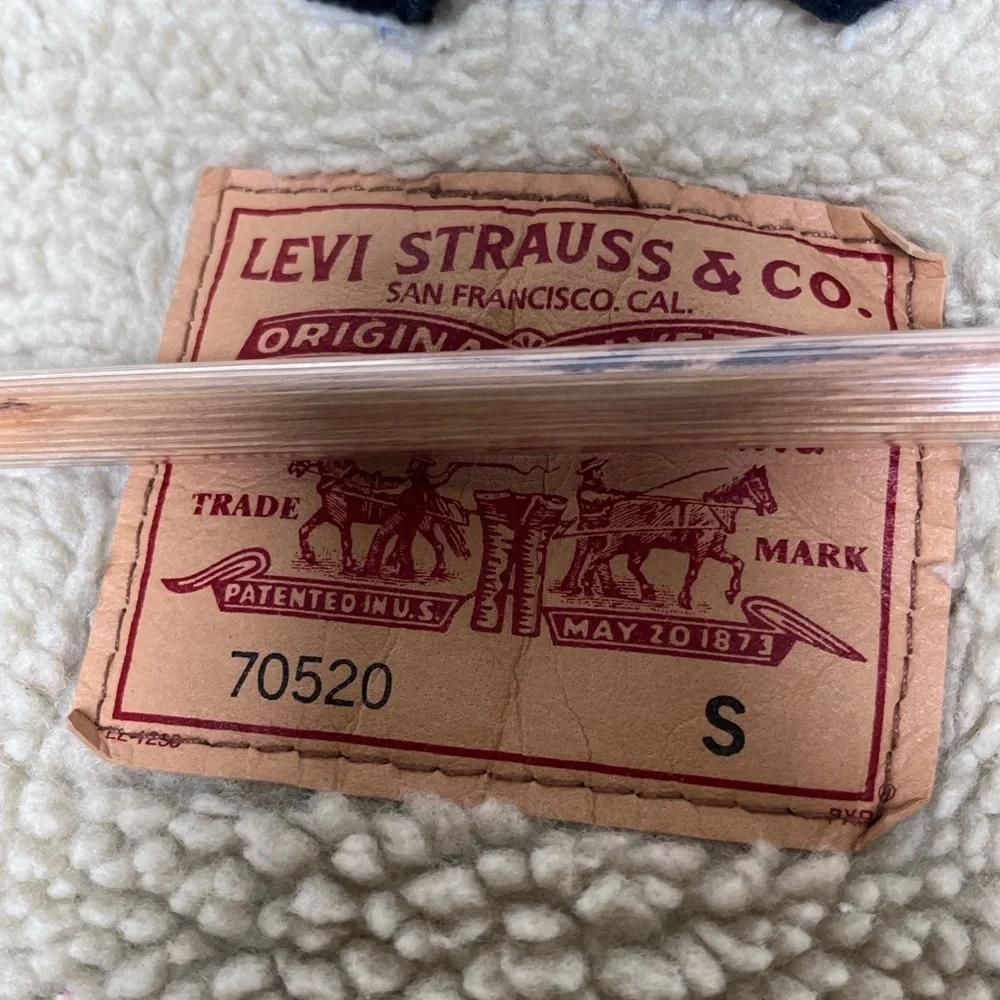 LEVI STRAUSS & CO.
SAN FRANCISCO. CAL.
TRADE MARK
PATENTED IN U.S.
MAY 20 1873
70520
S
®